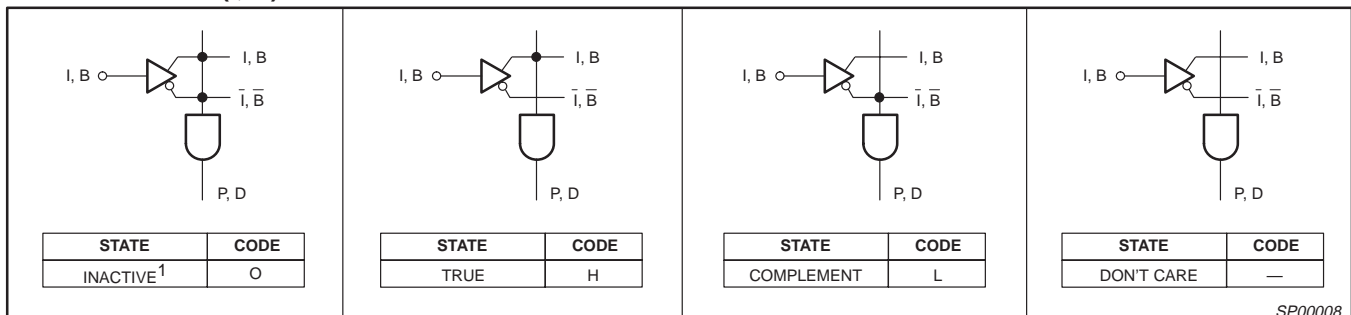 I, B
I, B
I̅, B̅
P, D
STATE CODE
INACTIVE1 O
I, B
I, B
I̅, B̅
P, D
STATE CODE
TRUE H
I, B
I, B
I̅, B̅
P, D
STATE CODE
COMPLEMENT L
I, B
I, B
I̅, B̅
P, D
STATE CODE
DON'T CARE —
SP00008